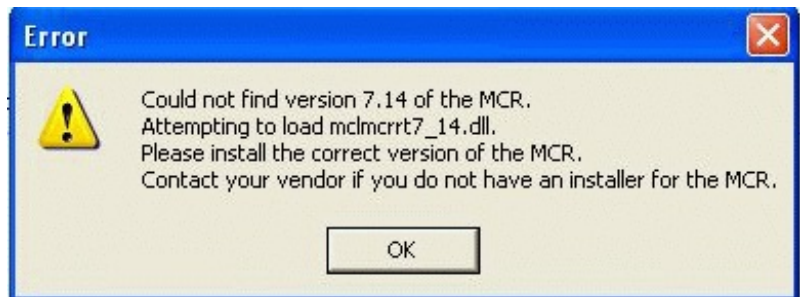 Error
Could not find version 7.14 of the MCR.
Attempting to load mclmcrrt7_14.dll.
Please install the correct version of the MCR.
Contact your vendor if you do not have an installer for the MCR.
OK